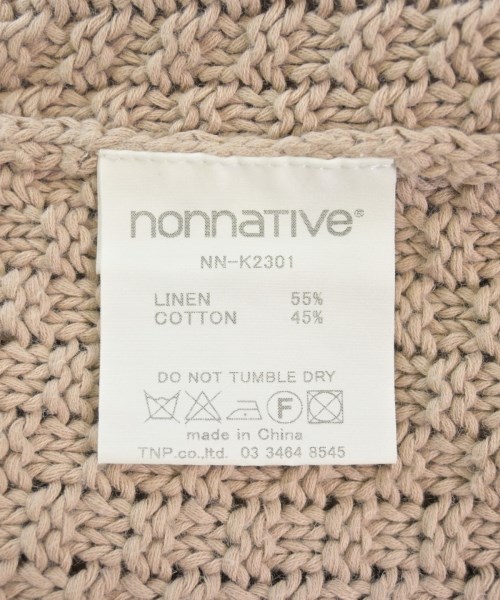 nonnative®
NN-K2301
LINEN 55%
COTTON 45%
DO NOT TUMBLE DRY
F
made in China
TNP.co.,ltd. 03 3464 8545